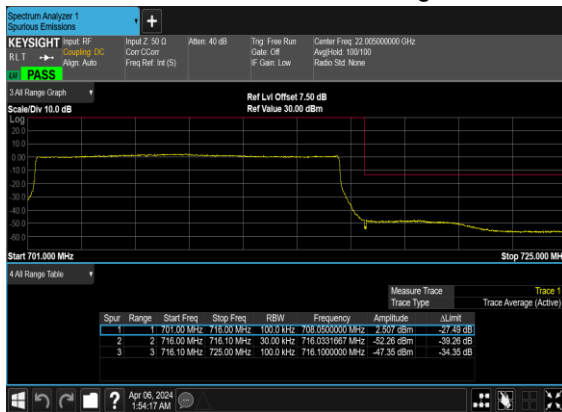 Spectrum Analyzer 1
Spurious Emissions
KEYSIGHT Input: RF Input Z: 50 Ω Atten: 40 dB Trig: Free Run Center Freq: 22.005000000 GHz
RLT Coupling: DC Corr CCorr Gate: Off Avg|Hold: 100/100
Align: Auto Freq Ref: Int (S) IF Gain: Low Radio Std: None
PASS
3 All Range Graph
Ref Lvl Offset 7.50 dB
Scale/Div 10.0 dB Ref Value 30.00 dBm
Log
20.0
10.0
0.00
-10.0
-20.0
-30.0
-40.0
-50.0
-60.0
Start 701.000 MHz Stop 725.000 MH
4 All Range Table
Measure Trace Trace 1
Trace Type Trace Average (Active)
Spur Range Start Freq Stop Freq RBW Frequency Amplitude ΔLimit
1 1 701.00 MHz 716.00 MHz 100.0 kHz 708.0500000 MHz 2.507 dBm -27.49 dB
2 2 716.00 MHz 716.10 MHz 30.00 kHz 716.0331667 MHz -52.26 dBm -39.26 dB
3 3 716.10 MHz 725.00 MHz 100.0 kHz 716.1000000 MHz -47.35 dBm -34.35 dB
Apr 06, 2024
1:54:17 AM